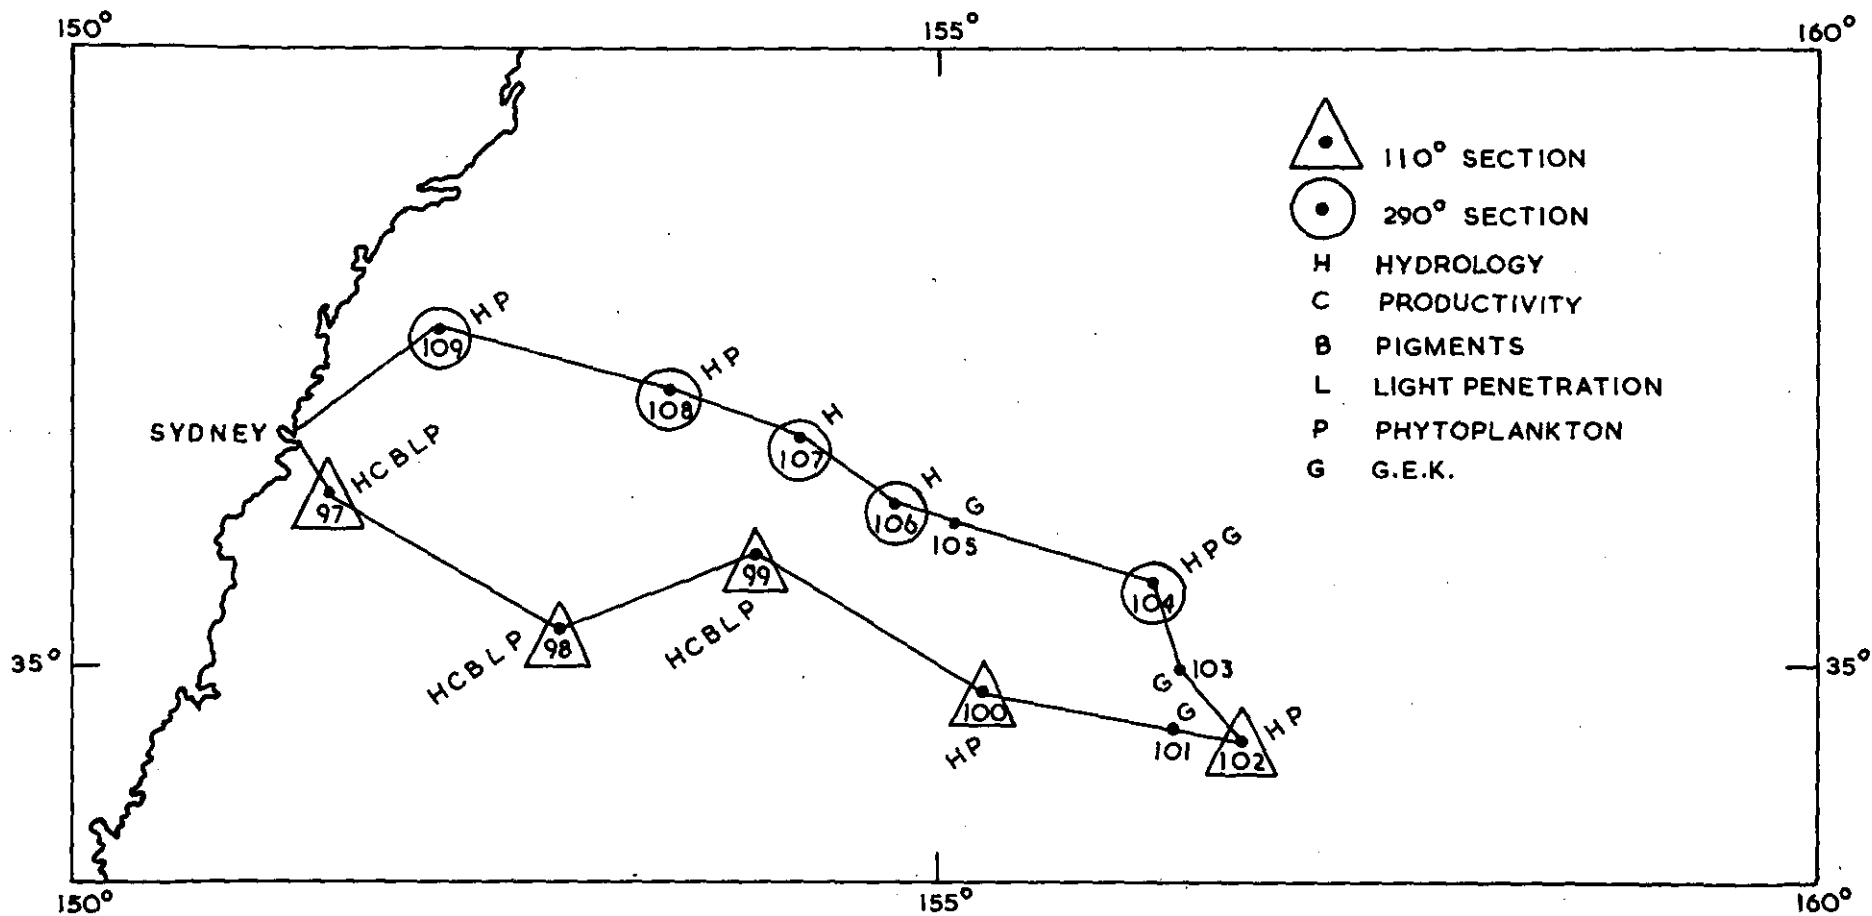 150°
155°
160°
110° SECTION
290° SECTION
H HYDROLOGY
C PRODUCTIVITY
B PIGMENTS
L LIGHT PENETRATION
P PHYTOPLANKTON
G G.E.K.
HP
109
HP
108
H
107
H
106
G
105
HPG
104
SYDNEY
HCBLP
97
99
HCBLP
98
HCBLP
35°
35°
103
G
100
HP
G
101
HP
102
150°
155°
160°